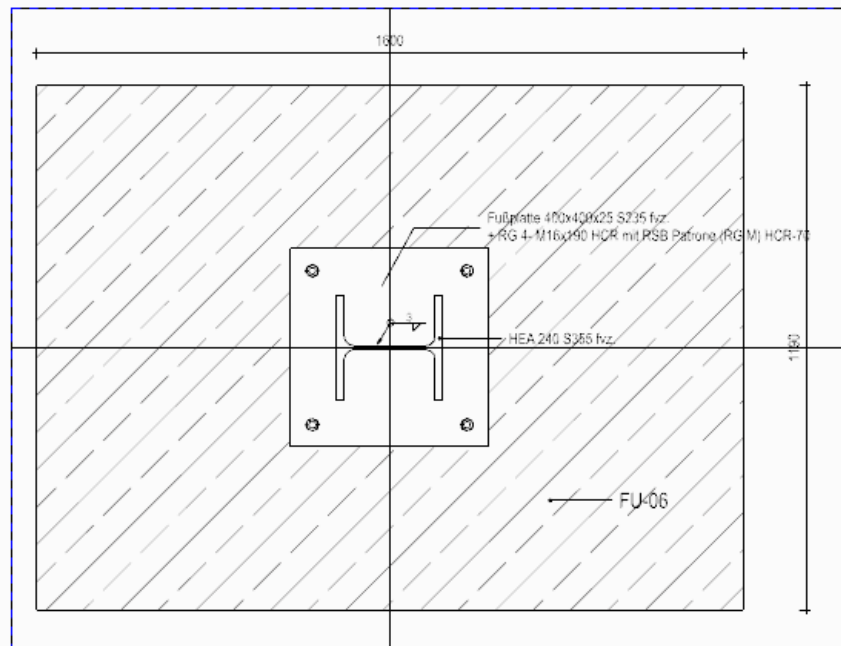 1600
Fußplatte 400x400x25 S235 fvz.
+ RG 4- M16x190 HCR mit RSB Patrone (RG M) HCR-70
3
HEA 240 S355 fvz.
1190
FU-06